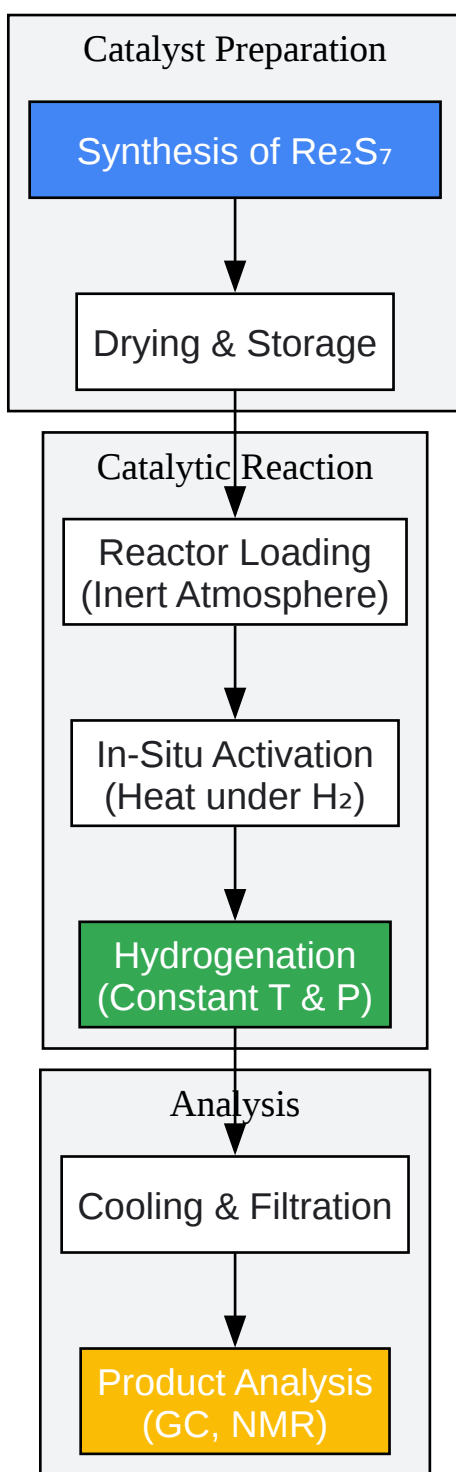 Catalyst Preparation
Synthesis of Re₂S₇
Drying & Storage
Catalytic Reaction
Reactor Loading
(Inert Atmosphere)
In-Situ Activation
(Heat under H₂)
Hydrogenation
(Constant T & P)
Analysis
Cooling & Filtration
Product Analysis
(GC, NMR)